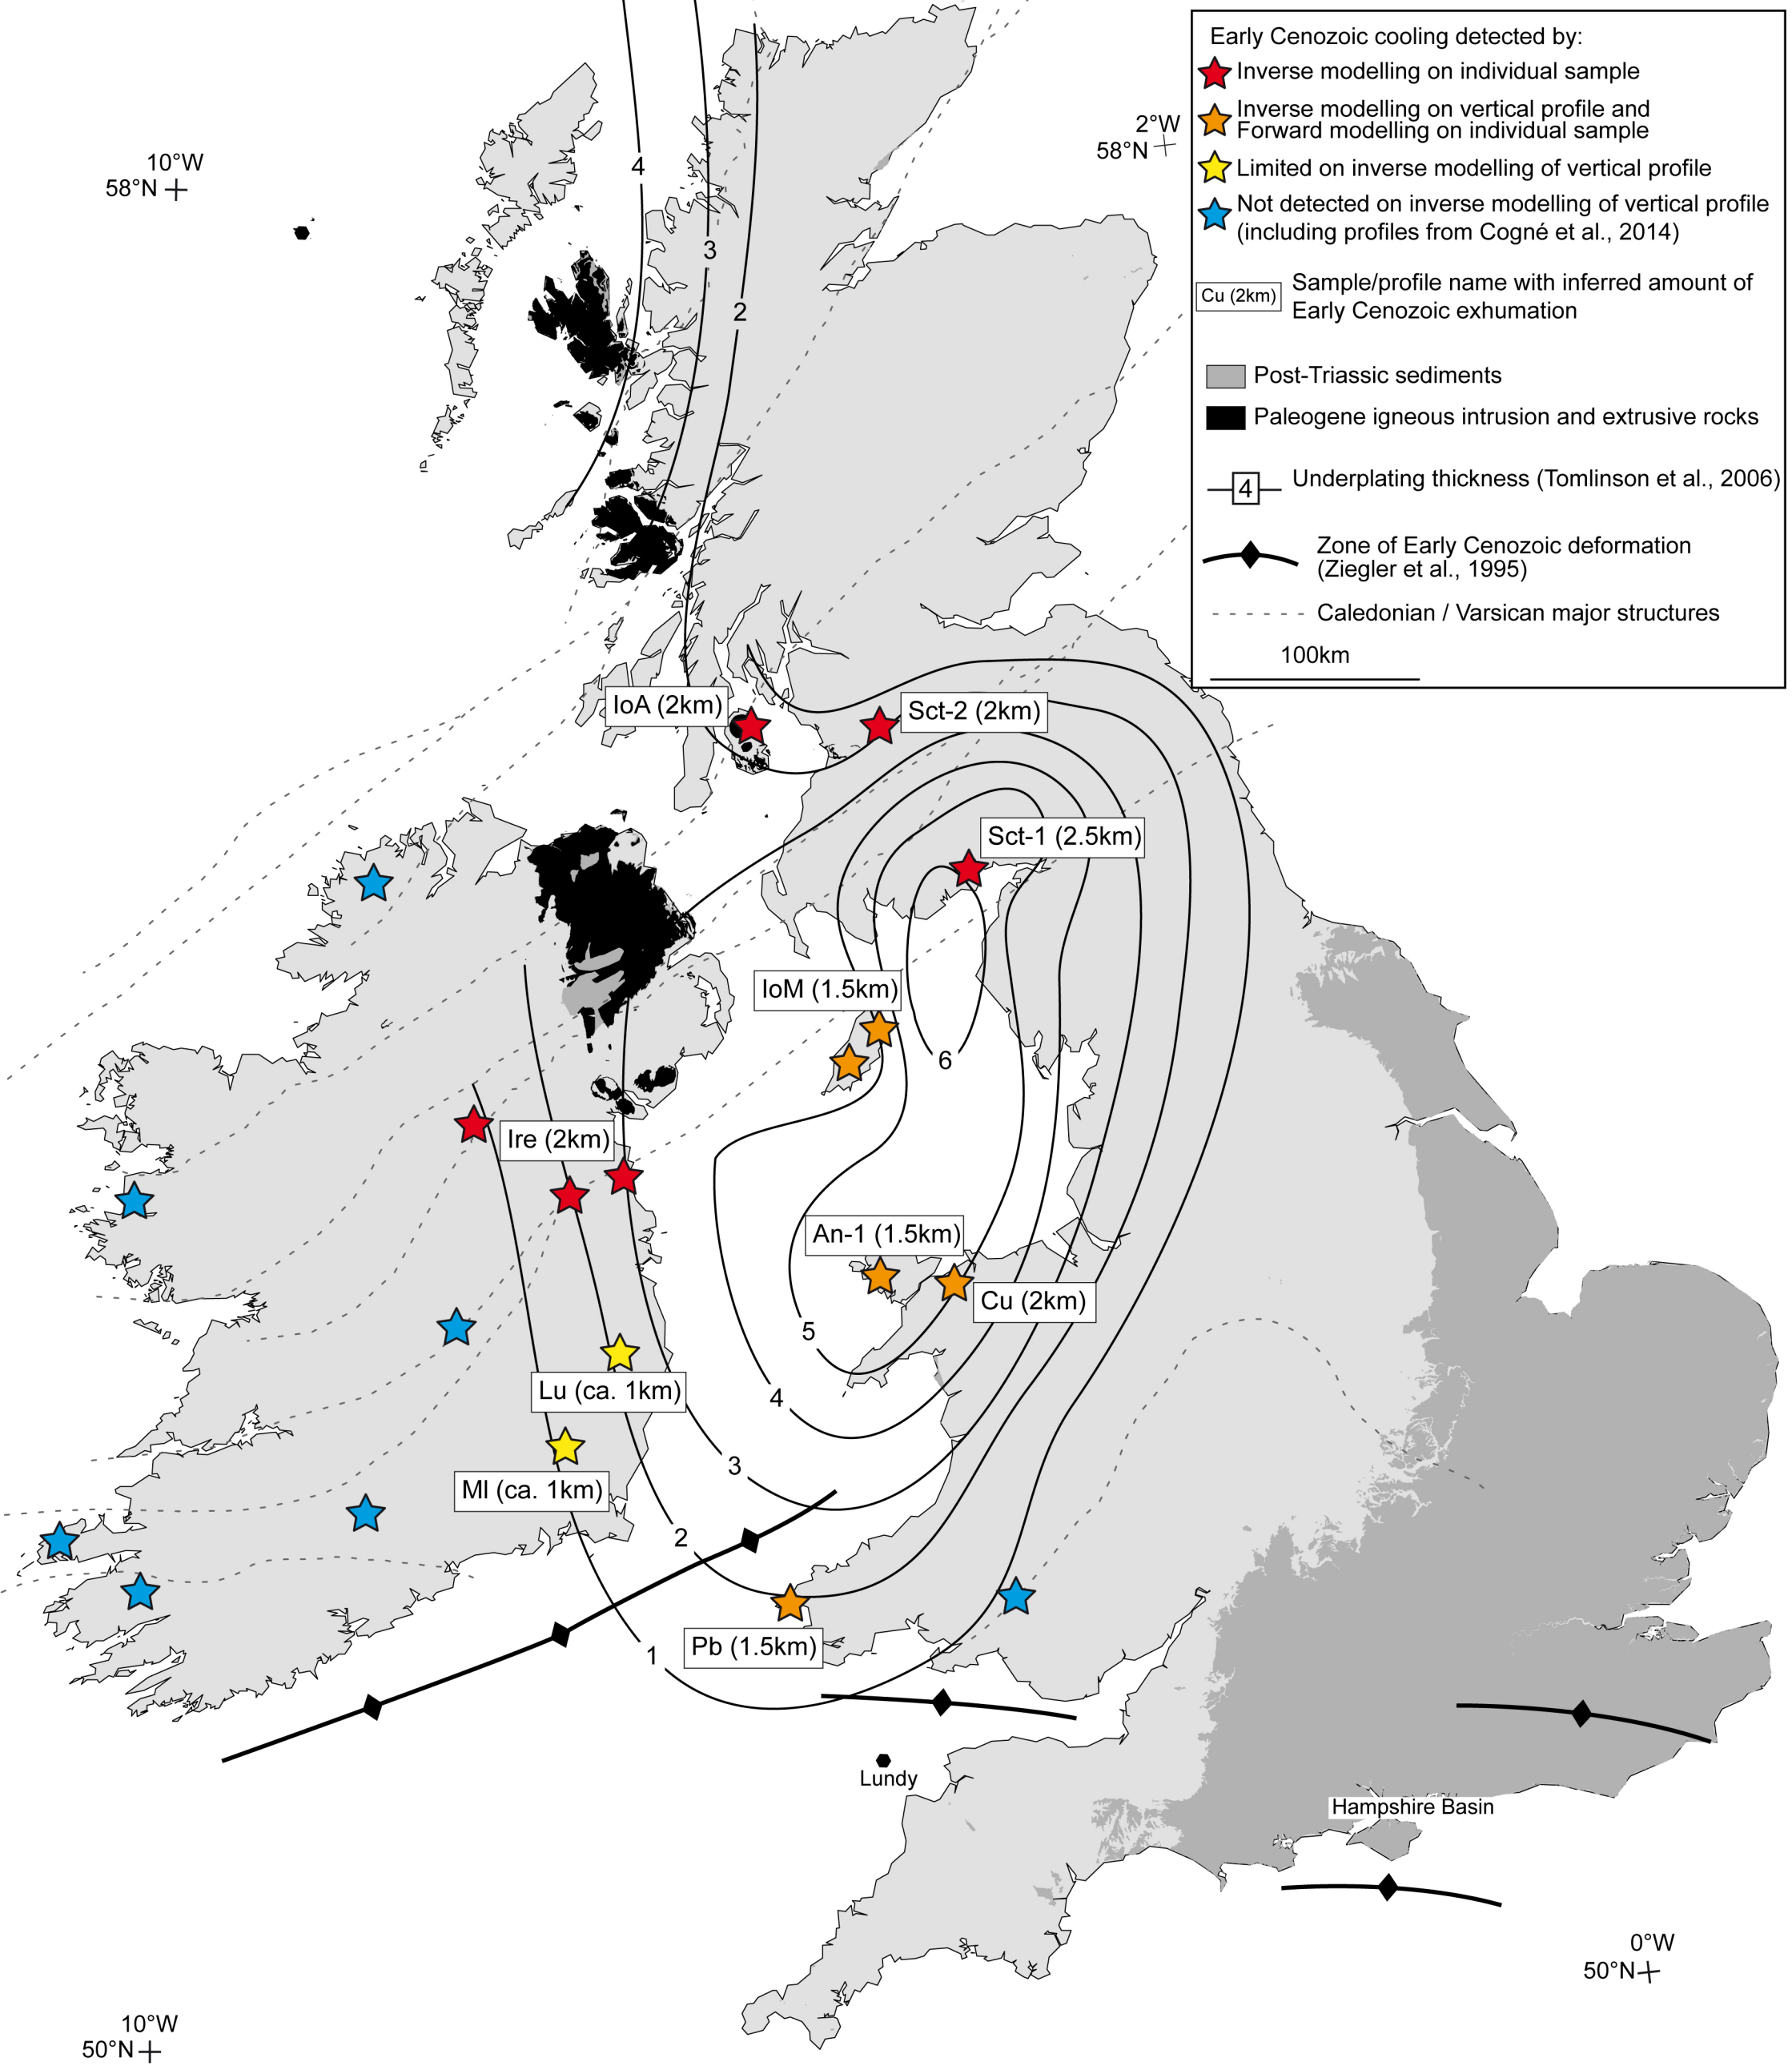 Early Cenozoic cooling detected by:
Inverse modelling on individual sample
Inverse modelling on vertical profile and
Forward modelling on individual sample
Limited on inverse modelling of vertical profile
Not detected on inverse modelling of vertical profile
(including profiles from Cogné et al., 2014)
Cu (2km)
Sample/profile name with inferred amount of
Early Cenozoic exhumation
Post-Triassic sediments
Paleogene igneous intrusion and extrusive rocks
4
Underplating thickness (Tomlinson et al., 2006)
Zone of Early Cenozoic deformation
(Ziegler et al., 1995)
Caledonian / Varsican major structures
100km
2°W
58°N
10°W
58°N
4
3
2
IoA (2km)
Sct-2 (2km)
Sct-1 (2.5km)
IoM (1.5km)
6
Ire (2km)
An-1 (1.5km)
Cu (2km)
5
Lu (ca. 1km)
4
3
Ml (ca. 1km)
2
Pb (1.5km)
1
Lundy
Hampshire Basin
0°W
50°N
10°W
50°N